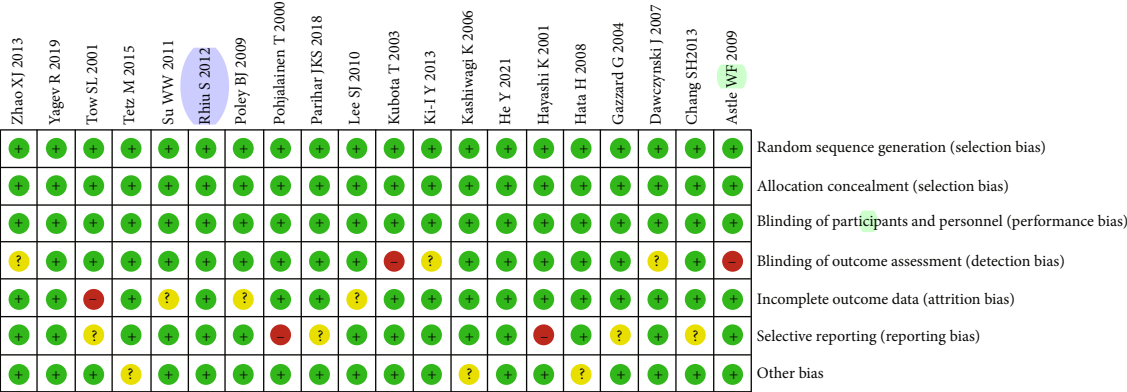 Zhao XJ 2013
Yagev R 2019
Tow SL 2001
Tetz M 2015
Su WW 2011
Rhiu S 2012
Poley BJ 2009
Pohjalainen T 2000
Parihar JKS 2018
Lee SJ 2010
Kubota T 2003
Ki-I Y 2013
Kashiwagi K 2006
He Y 2021
Hayashi K 2001
Hata H 2008
Gazzard G 2004
Dawczynski J 2007
Chang SH2013
Astle WF 2009
+ + + + + + + + + + + + + + + + + + + + Random sequence generation (selection bias)
+ + + + + + + + + + + + + + + + + + + + Allocation concealment (selection bias)
+ + + + + + + + + + + + + + + + + + + + Blinding of participants and personnel (performance bias)
? + + + + + + + + + – ? + + + + + ? + – Blinding of outcome assessment (detection bias)
+ + – + ? + ? + + ? + + + + + + + + + + Incomplete outcome data (attrition bias)
+ + ? + + + + – ? + + + + + – + ? + ? + Selective reporting (reporting bias)
+ + + ? + + + + + + + + ? + + ? + + + + Other bias